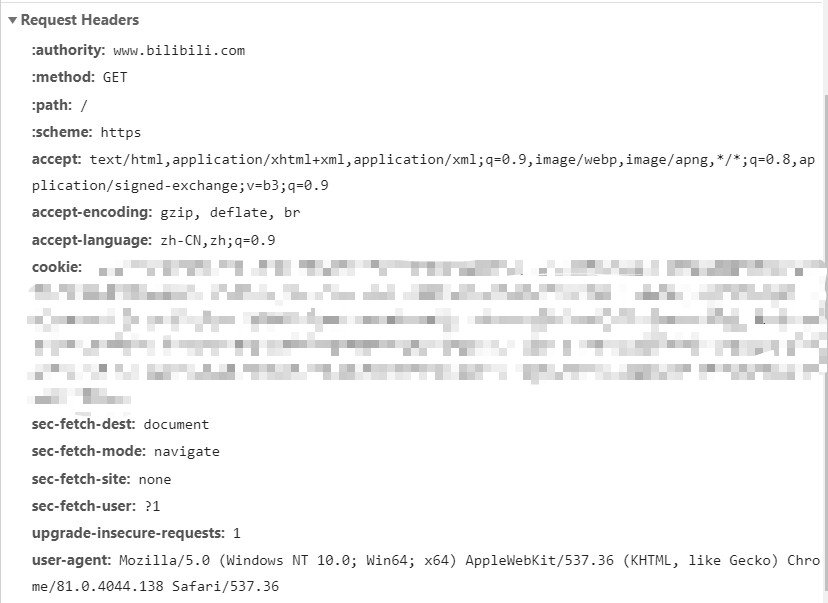 Request Headers
:authority: www.bilibili.com
:method: GET
:path: /
:scheme: https
accept: text/html,application/xhtml+xml,application/xml;q=0.9,image/webp,image/apng,*/*;q=0.8,ap
plication/signed-exchange;v=b3;q=0.9
accept-encoding: gzip, deflate, br
accept-language: zh-CN,zh;q=0.9
cookie:
sec-fetch-dest: document
sec-fetch-mode: navigate
sec-fetch-site: none
sec-fetch-user: ?1
upgrade-insecure-requests: 1
user-agent: Mozilla/5.0 (Windows NT 10.0; Win64; x64) AppleWebKit/537.36 (KHTML, like Gecko) Chro
me/81.0.4044.138 Safari/537.36